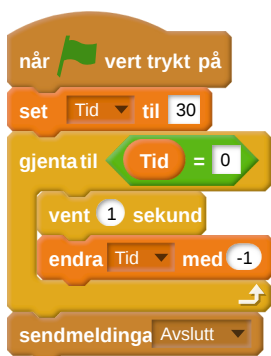 når vert trykt på
set Tid til 30
gjenta til Tid = 0
vent 1 sekund
endra Tid med -1
sendmeldinga Avslutt